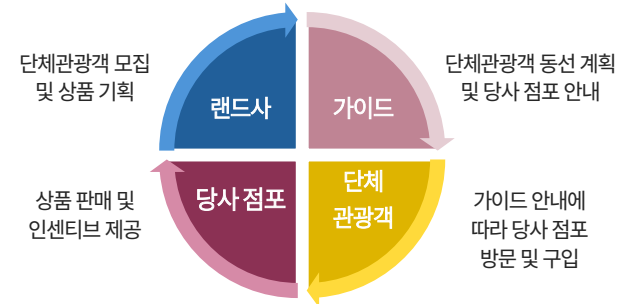 단체관광객 모집
및 상품 기획
랜드사
가이드
단체관광객 동선 계획
및 당사 점포 안내
상품 판매 및
인센티브 제공
당사 점포
단체
관광객
가이드 안내에
따라 당사 점포
방문 및 구입